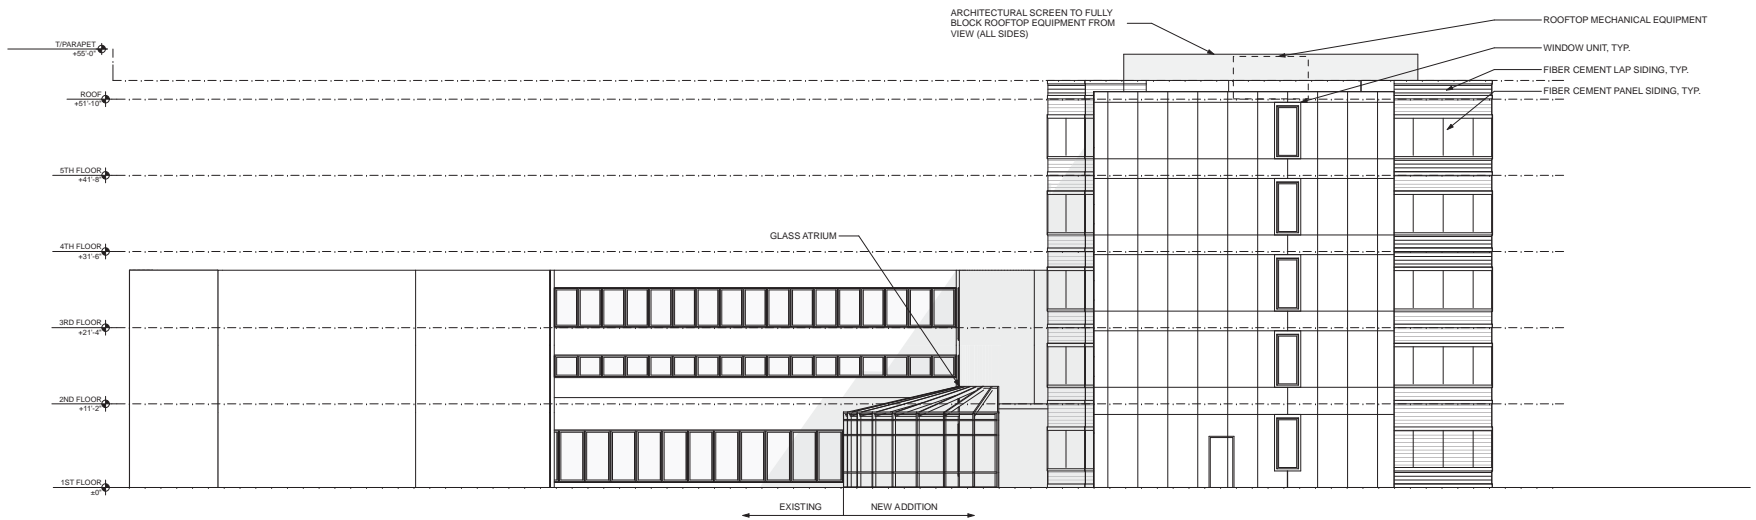 ARCHITECTURAL SCREEN TO FULLY
BLOCK ROOFTOP EQUIPMENT FROM
VIEW (ALL SIDES)
ROOFTOP MECHANICAL EQUIPMENT
WINDOW UNIT, TYP.
FIBER CEMENT LAP SIDING, TYP.
FIBER CEMENT PANEL SIDING, TYP.
T/PARAPET
+55'-0"
ROOF
+51'-10"
5TH FLOOR
+41'-8"
4TH FLOOR
+31'-6"
GLASS ATRIUM
3RD FLOOR
+21'-4"
2ND FLOOR
+11'-2"
1ST FLOOR
±0"
EXISTING
NEW ADDITION